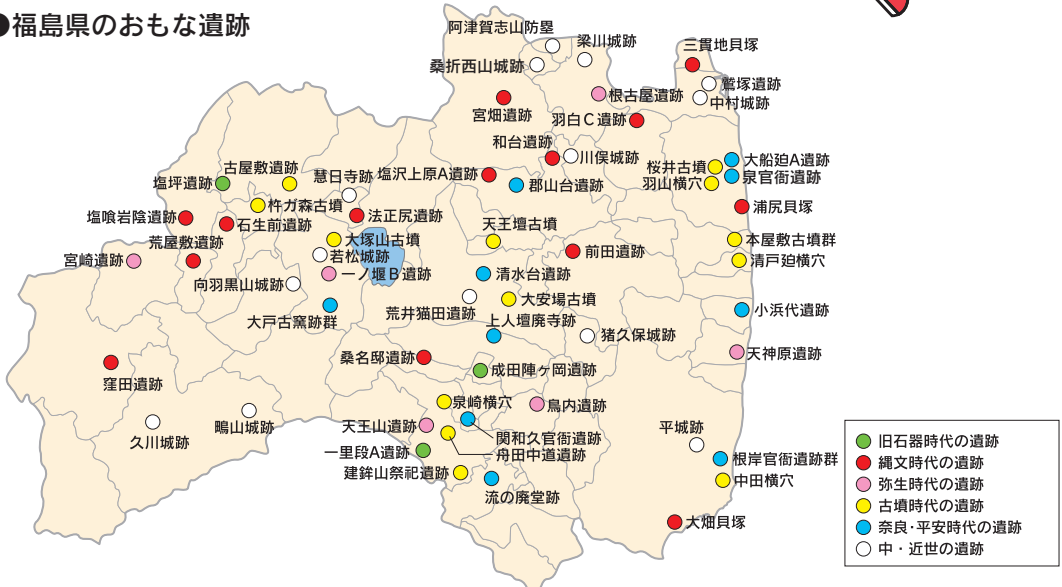 ●福島県のおもな遺跡
阿津賀志山防塁
梁川城跡
三貫地貝塚
桑折西山城跡
鷲塚遺跡
根古屋遺跡
中村城跡
宮畑遺跡
羽白C遺跡
和台遺跡
川俣城跡
大船廹A遺跡
桜井古墳
古屋敷遺跡
慧日寺跡
塩沢上原A遺跡
泉官衙遺跡
塩坪遺跡
郡山台遺跡
羽山横穴
杵ガ森古墳
浦尻貝塚
塩喰岩陰遺跡
石生前遺跡
法正尻遺跡
天王壇古墳
荒屋敷遺跡
大塚山古墳
本屋敷古墳群
若松城跡
前田遺跡
宮崎遺跡
清戸廹横穴
一ノ堰B遺跡
清水台遺跡
向羽黒山城跡
大安場古墳
荒井猫田遺跡
小浜代遺跡
大戸古窯跡群
上人壇廃寺跡
猪久保城跡
天神原遺跡
桑名邸遺跡
成田陣ヶ岡遺跡
窪田遺跡
泉崎横穴
鳥内遺跡
鴫山城跡
天王山遺跡
平城跡
久川城跡
関和久官衙遺跡
一里段A遺跡
舟田中道遺跡
根岸官衙遺跡群
建鉾山祭祀遺跡
中田横穴
流の廃堂跡
大畑貝塚
旧石器時代の遺跡
縄文時代の遺跡
弥生時代の遺跡
古墳時代の遺跡
奈良・平安時代の遺跡
中・近世の遺跡